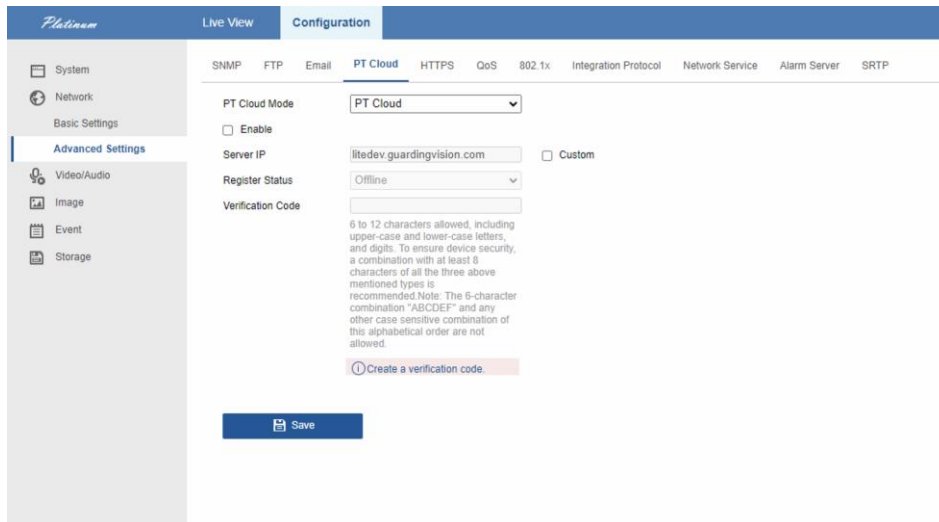 Platinum
Live View
Configuration
System
Network
Basic Settings
Advanced Settings
Video/Audio
Image
Event
Storage
SNMP FTP Email PT Cloud HTTPS QoS 802.1x Integration Protocol Network Service Alarm Server SRTP
PT Cloud Mode PT Cloud
Enable
Server IP litedev.guardingvision.com Custom
Register Status Offline
Verification Code
6 to 12 characters allowed, including
upper-case and lower-case letters,
and digits. To ensure device security,
a combination with at least 8
characters of all the three above
mentioned types is
recommended.Note: The 6-character
combination "ABCDEF" and any
other case sensitive combination of
this alphabetical order are not
allowed.
Create a verification code.
Save